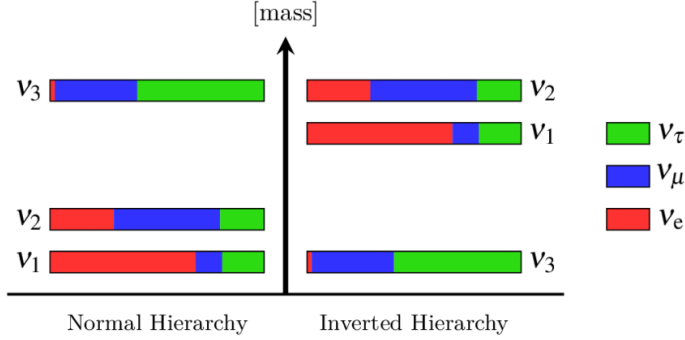 [mass]
ν₃
ν₂
ν₁
ν₂
ν₁
ν₃
ντ
νμ
νe
Normal Hierarchy
Inverted Hierarchy